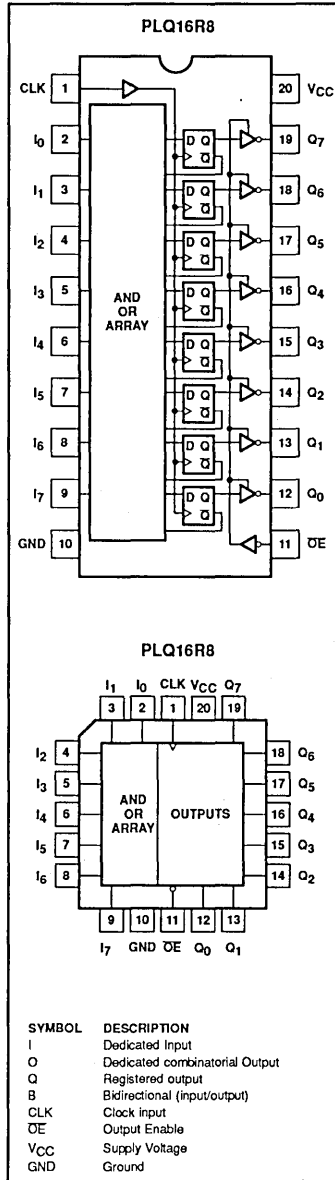 PLQ16R8
CLK 1 20 VCC
I0 2 D Q Q̅ 19 Q7
I1 3 D Q Q̅ 18 Q6
I2 4 D Q Q̅ 17 Q5
I3 5 D Q Q̅ 16 Q4
AND
OR
ARRAY
I4 6 D Q Q̅ 15 Q3
I5 7 D Q Q̅ 14 Q2
I6 8 D Q Q̅ 13 Q1
I7 9 D Q Q̅ 12 Q0
GND 10 11 O̅E̅
PLQ16R8
I1 I0 CLK VCC Q7
3 2 1 20 19
I2 4 18 Q6
I3 5 17 Q5
I4 6 AND OR ARRAY OUTPUTS 16 Q4
I5 7 15 Q3
I6 8 14 Q2
9 10 11 12 13
I7 GND O̅E̅ Q0 Q1
SYMBOL DESCRIPTION
I Dedicated Input
O Dedicated combinatorial Output
Q Registered output
B Bidirectional (input/output)
CLK Clock input
O̅E̅ Output Enable
VCC Supply Voltage
GND Ground